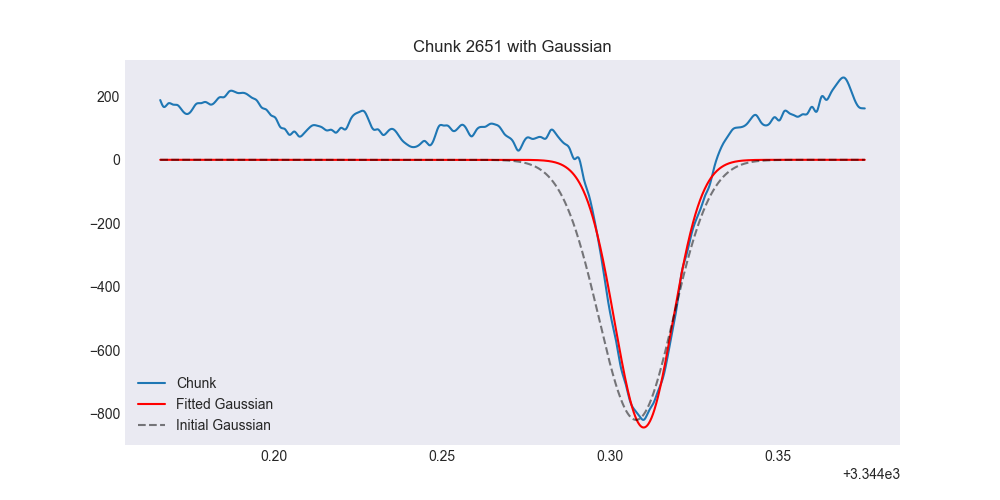 Chunk 2651 with Gaussian
200
0
−200
−400
−600
−800
Chunk
Fitted Gaussian
Initial Gaussian
0.20 0.25 0.30 0.35
+3.344e3